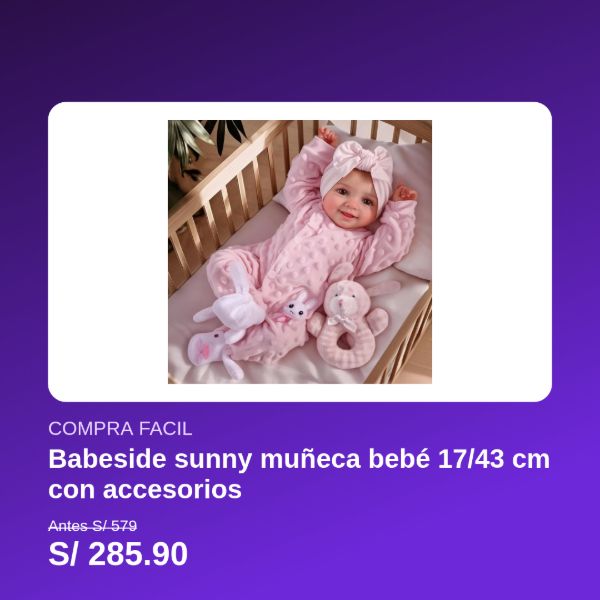 COMPRA FACIL
Babeside sunny muñeca bebé 17/43 cm
con accesorios
Antes S/ 579
S/ 285.90